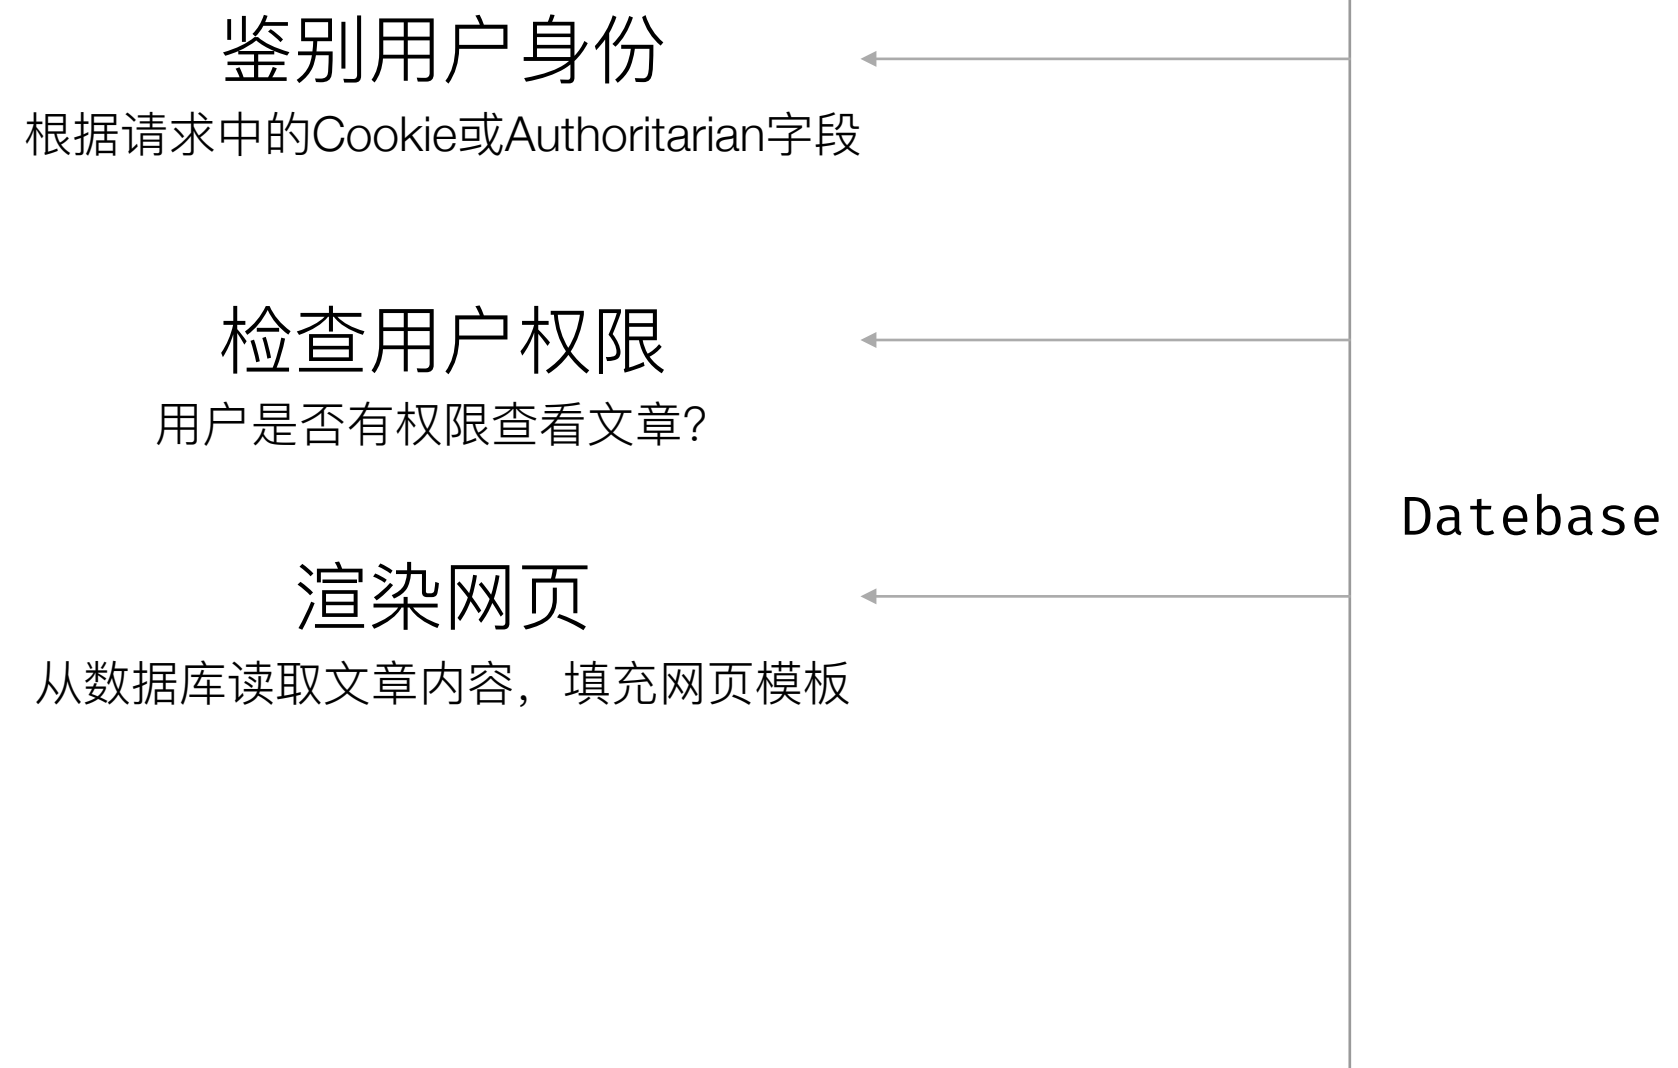 鉴别用户身份
根据请求中的Cookie或Authoritarian字段
检查用户权限
用户是否有权限查看文章?
Datebase
渲染网页
从数据库读取文章内容，填充网页模板